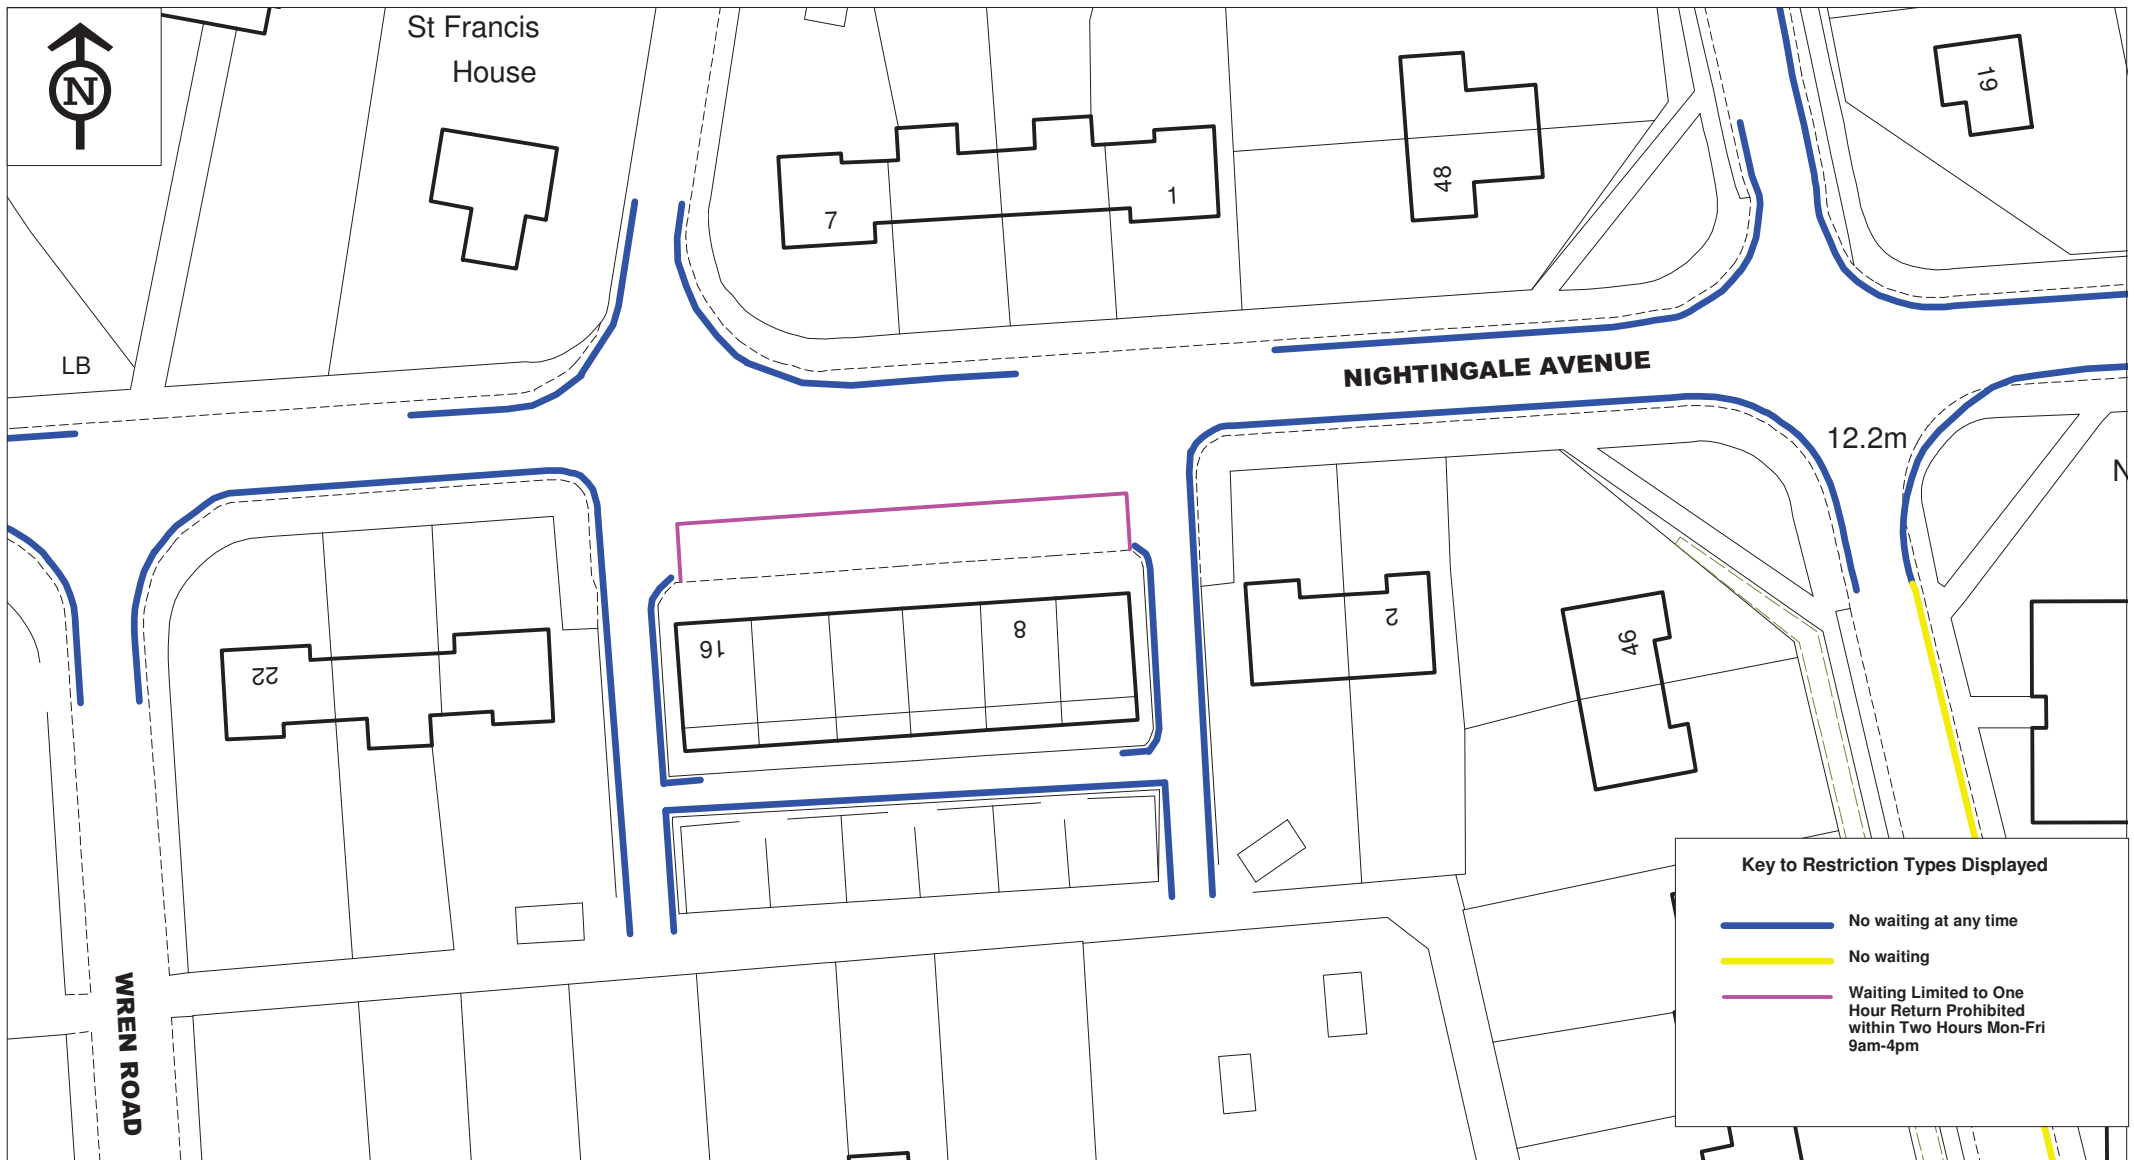 St Francis
House
N
19
48
1
7
LB
NIGHTINGALE AVENUE
12.2m
N
2
8
16
22
46
WREN ROAD
Key to Restriction Types Displayed
No waiting at any time
No waiting
Waiting Limited to One
Hour Return Prohibited
within Two Hours Mon-Fri
9am-4pm